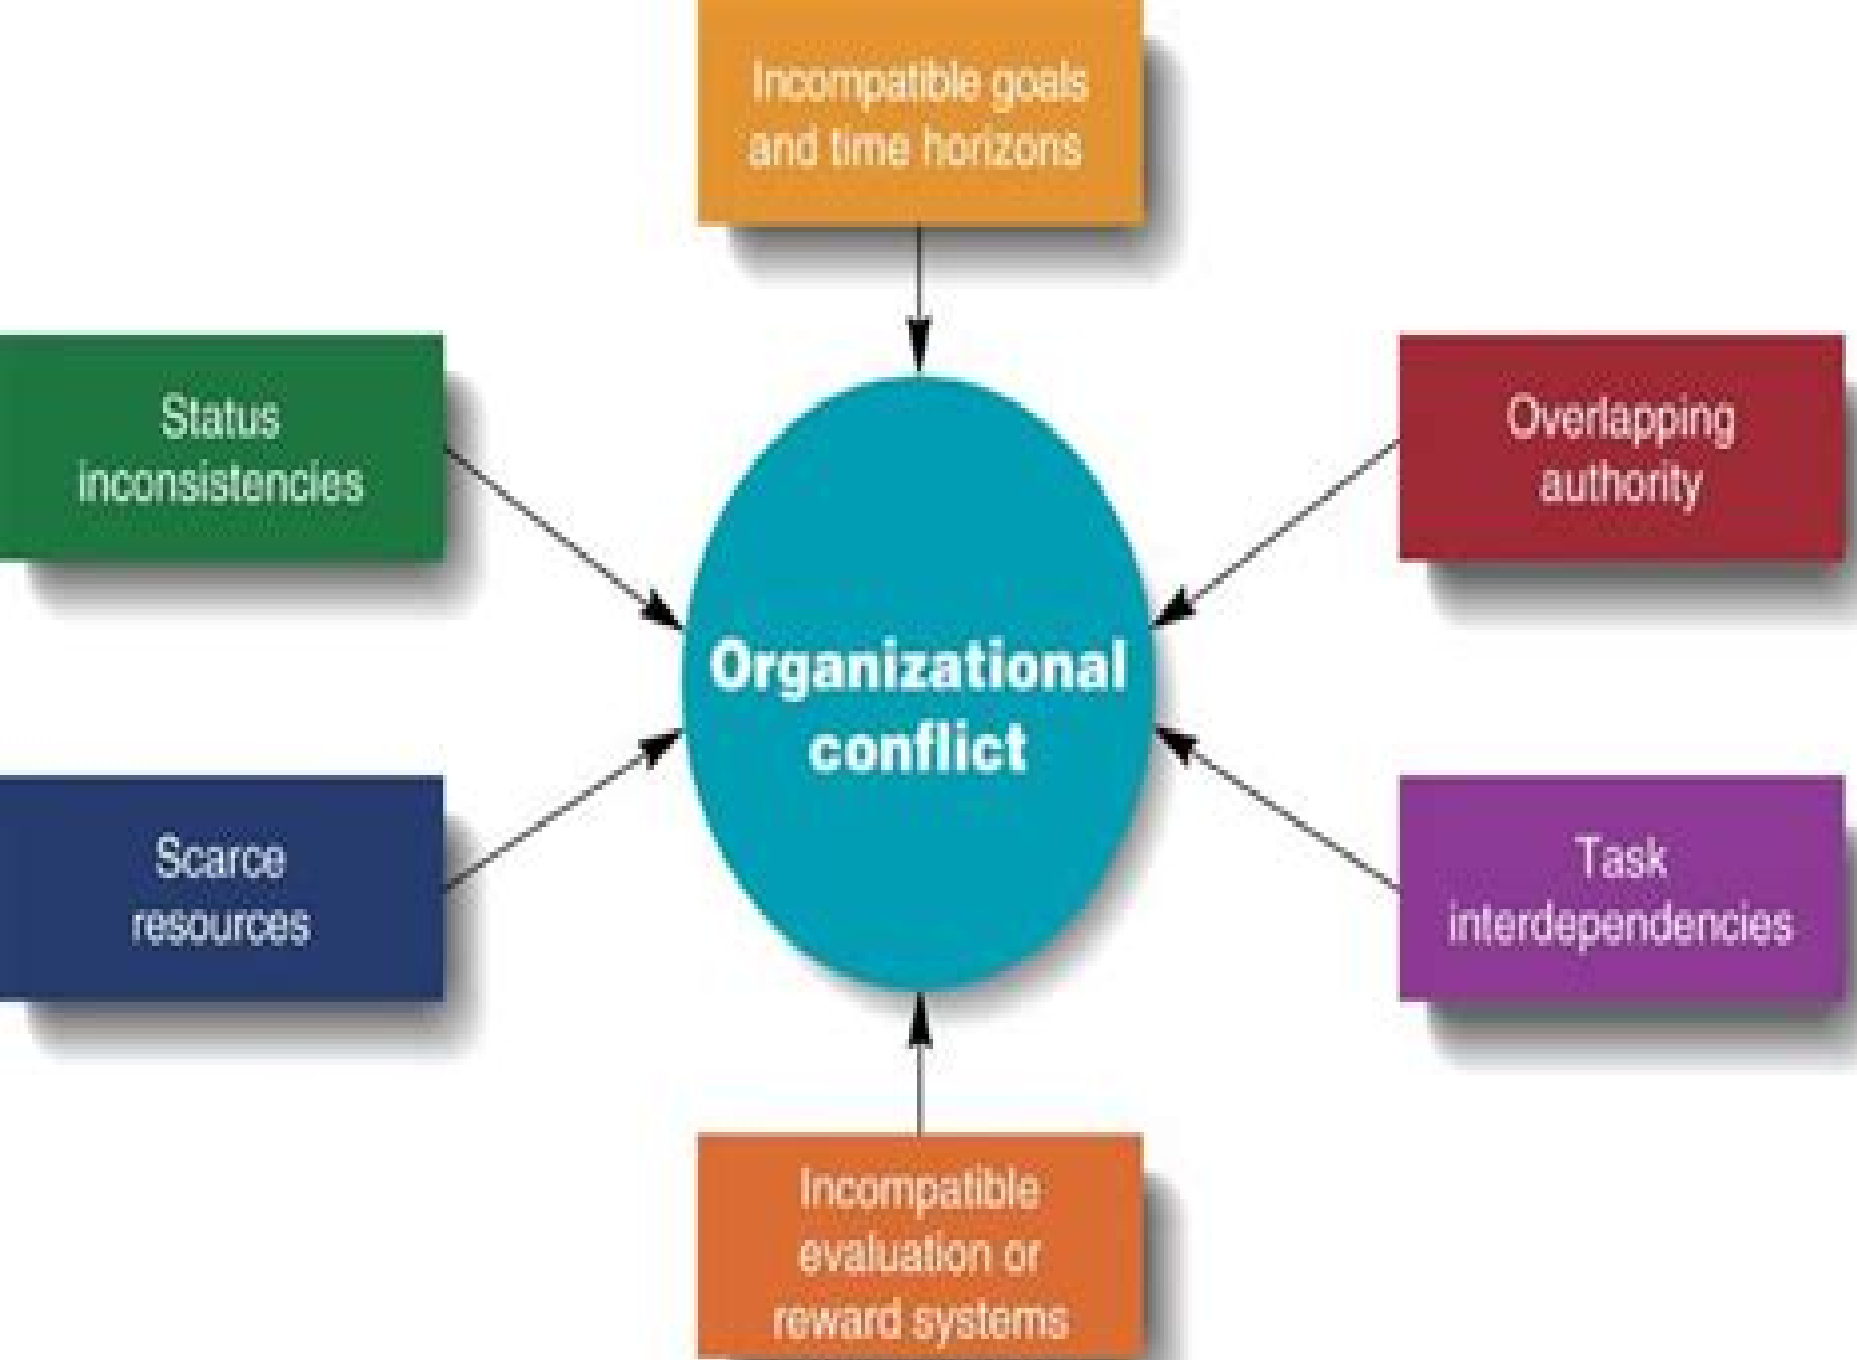 Incompatible goals
and time horizons
Status
inconsistencies
Overlapping
authority
Organizational
conflict
Scarce
resources
Task
interdependencies
Incompatible
evaluation or
reward systems